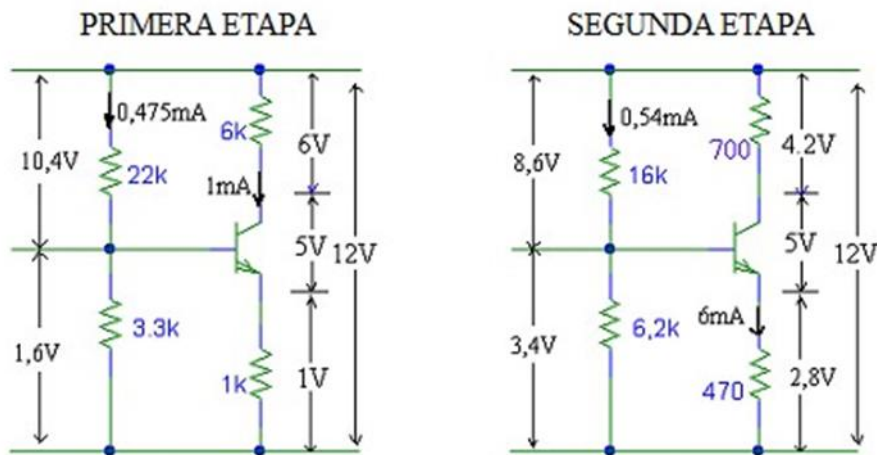 PRIMERA ETAPA
10,4V
0,475mA
22k
6k
6V
1mA
5V
12V
1,6V
3.3k
1k
1V
SEGUNDA ETAPA
8,6V
0,54mA
16k
700
4.2V
5V
12V
3,4V
6,2k
6mA
470
2,8V